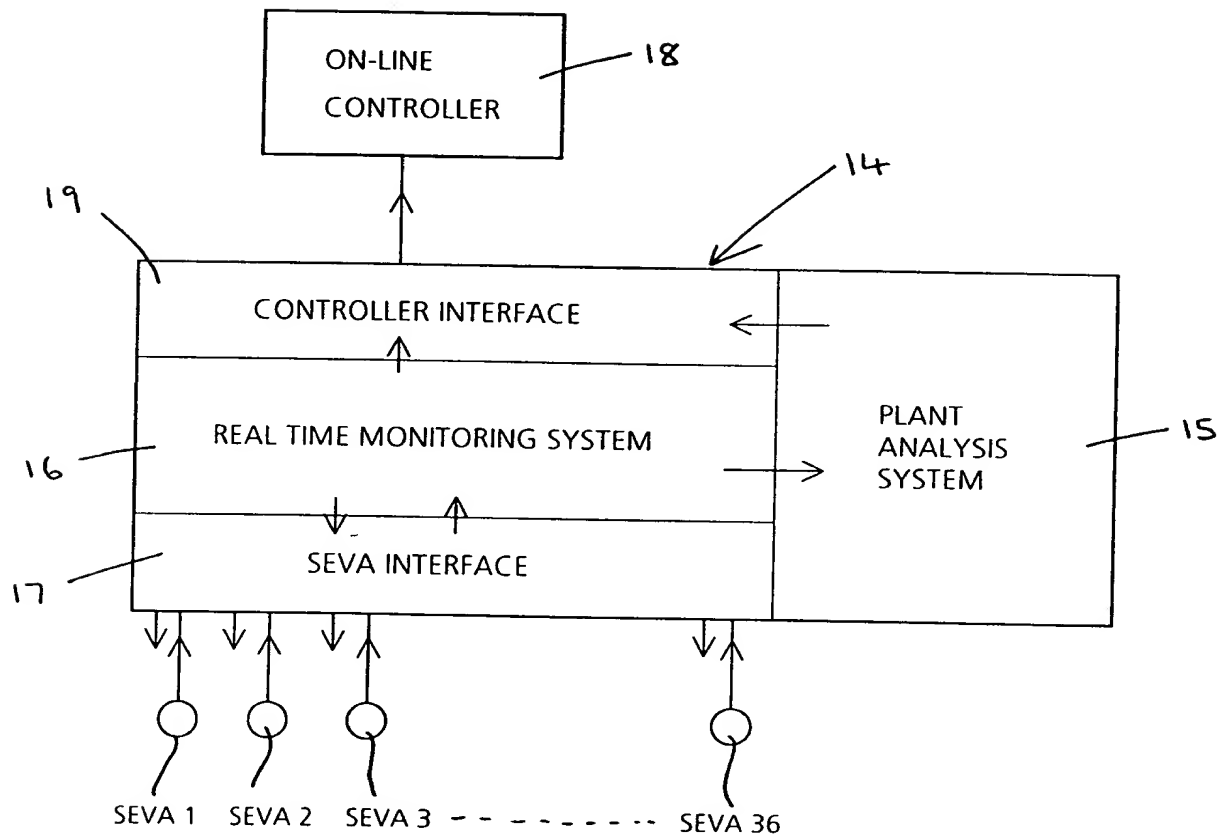 ON-LINE
CONTROLLER
18
14
19
CONTROLLER INTERFACE
REAL TIME MONITORING SYSTEM
PLANT
ANALYSIS
SYSTEM
15
16
SEVA INTERFACE
17
SEVA 1 SEVA 2 SEVA 3 - - - - - - - - - SEVA 36